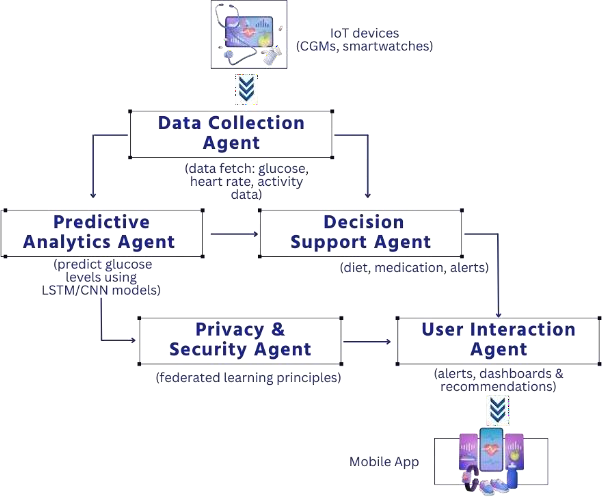 IoT devices
(CGMs, smartwatches)
Data Collection
Agent
(data fetch: glucose,
heart rate, activity
data)
Predictive
Analytics Agent
(predict glucose
levels using
LSTM/CNN models)
Decision
Support Agent
(diet, medication, alerts)
Privacy &
Security Agent
(federated learning principles)
User Interaction
Agent
(alerts, dashboards &
recommendations)
Mobile App